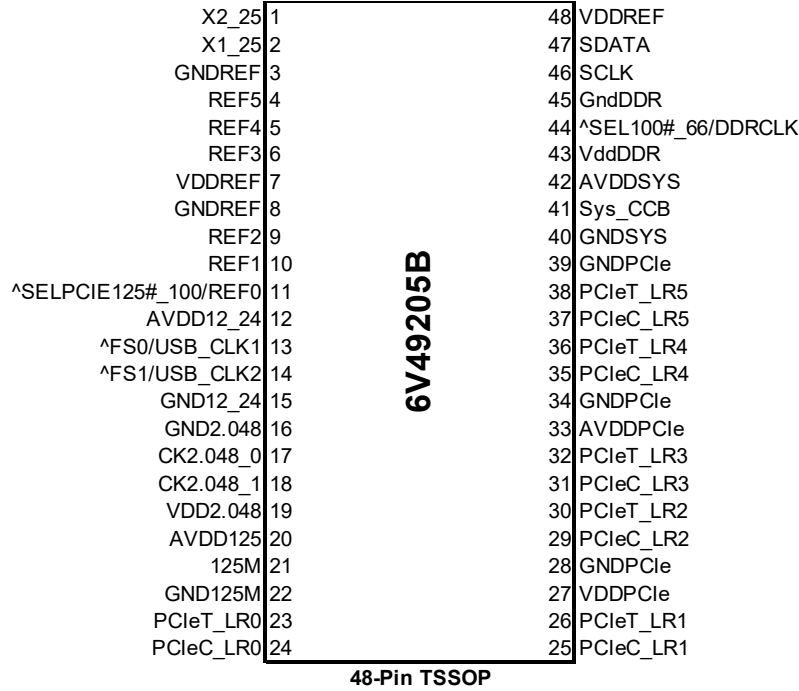 X2_25 1 48 VDDREF
X1_25 2 47 SDATA
GNDREF 3 46 SCLK
REF5 4 45 GndDDR
REF4 5 44 ^SEL100#_66/DDRCLK
REF3 6 43 VddDDR
VDDREF 7 42 AVDDSYS
GNDREF 8 41 Sys_CCB
REF2 9 40 GNDSYS
REF1 10 39 GNDPCIe
^SELPCIE125#_100/REF0 11 38 PCIeT_LR5
AVDD12_24 12 37 PCIeC_LR5
^FS0/USB_CLK1 13 36 PCIeT_LR4
^FS1/USB_CLK2 14 35 PCIeC_LR4
GND12_24 15 34 GNDPCIe
GND2.048 16 33 AVDDPCIe
CK2.048_0 17 32 PCIeT_LR3
CK2.048_1 18 31 PCIeC_LR3
VDD2.048 19 30 PCIeT_LR2
AVDD125 20 29 PCIeC_LR2
125M 21 28 GNDPCIe
GND125M 22 27 VDDPCIe
PCIeT_LR0 23 26 PCIeT_LR1
PCIeC_LR0 24 25 PCIeC_LR1
6V49205B
48-Pin TSSOP